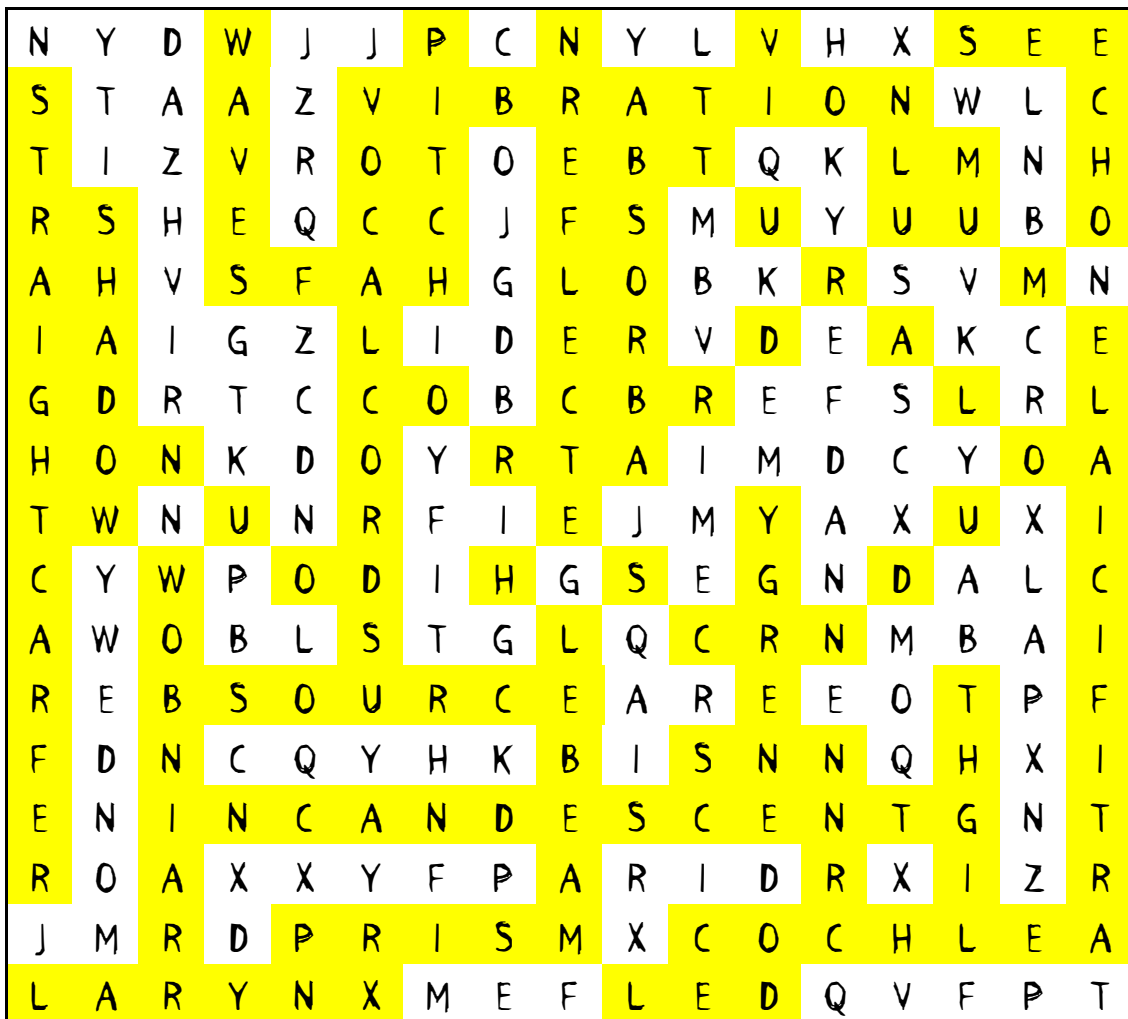 N Y D W J J P C N Y L V H X S E E
S T A A Z V I B R A T I O N W L C
T I Z V R O T O E B T Q K L M N H
R S H E Q C C J F S M U Y U U B O
A H V S F A H G L O B K R S V M N
I A I G Z L I D E R V D E A K C E
G D R T C C O B C B R E F S L R L
H O N K D O Y R T A I M D C Y O A
T W N U N R F I E J M Y A X U X I
C Y W P O D I H G S E G N D A L C
A W O B L S T G L Q C R N M B A I
R E B S O U R C E A R E E O T P F
F D N C Q Y H K B I S N N Q H X I
E N I N C A N D E S C E N T G N T
R O A X X Y F P A R I D R X I Z R
J M R D P R I S M X C O C H L E A
L A R Y N X M E F L E D Q V F P T